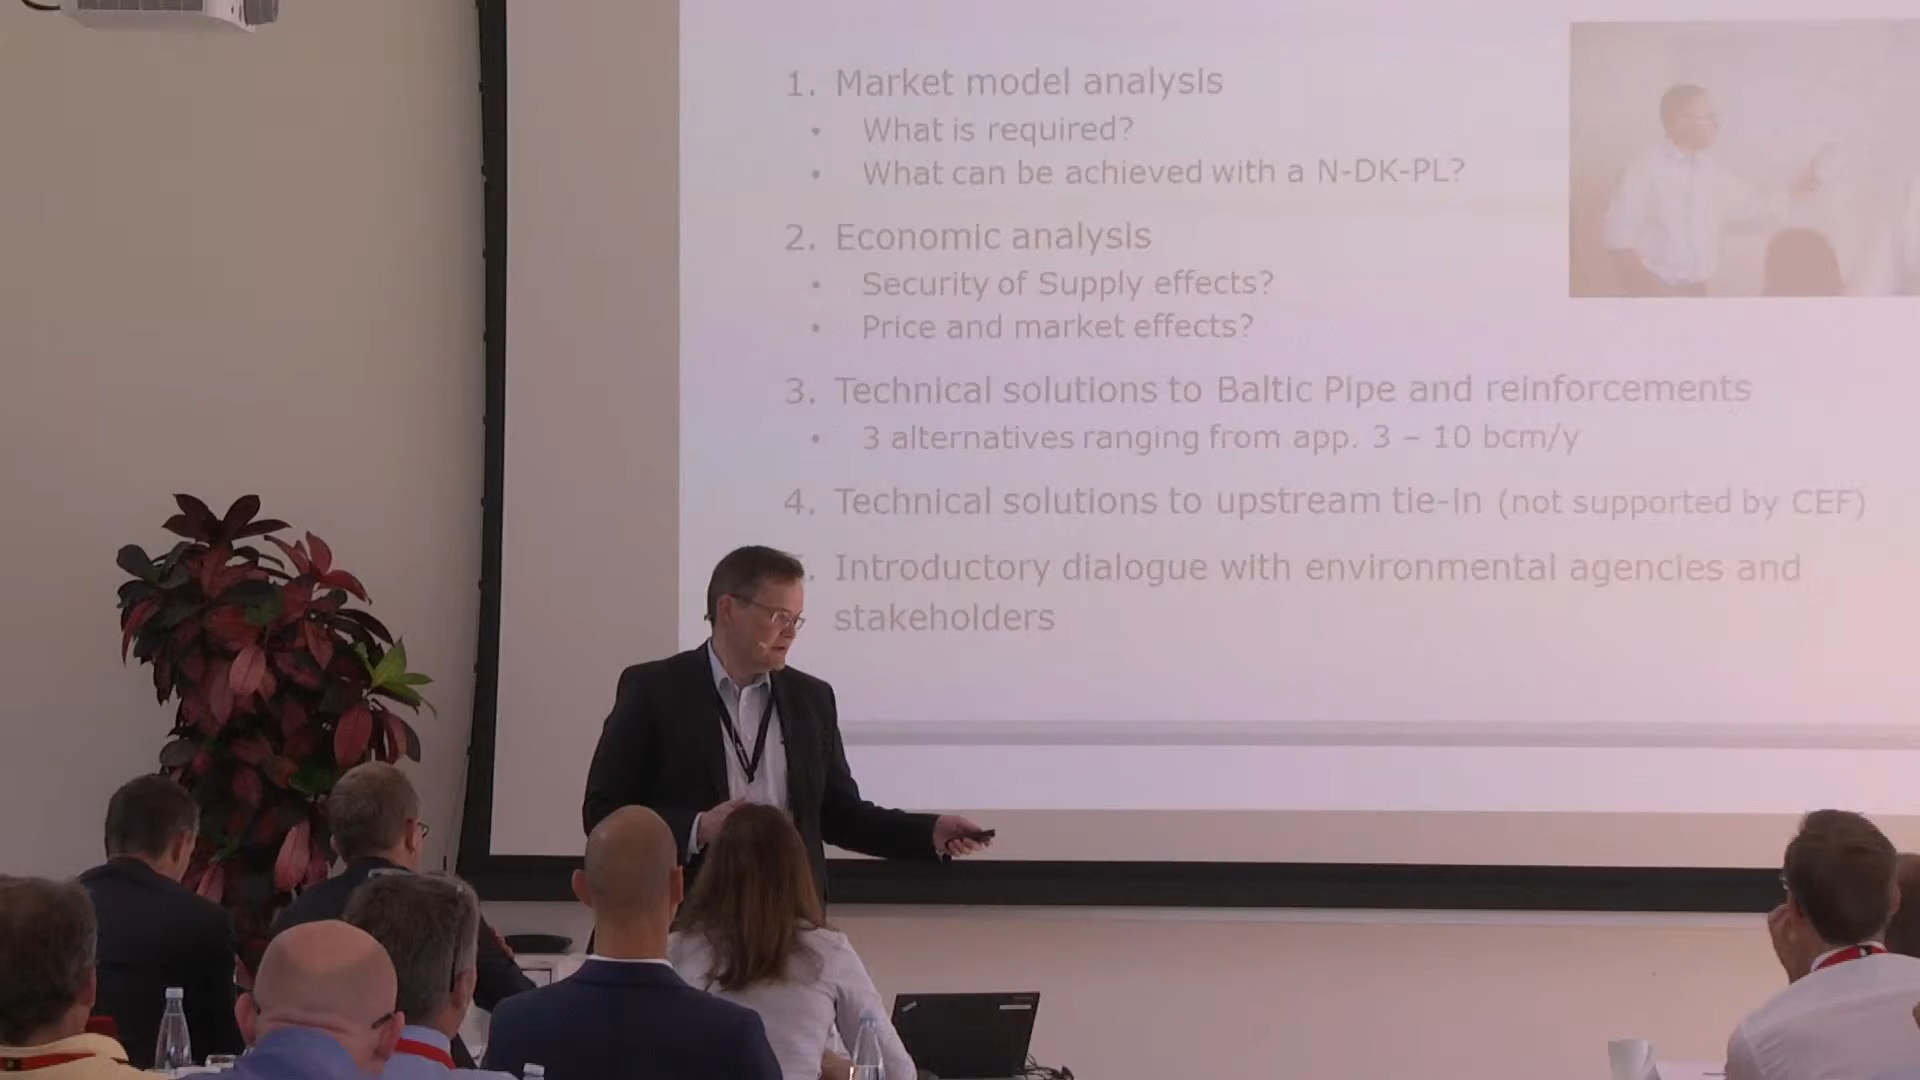 1. Market model analysis
• What is required?
• What can be achieved with a N-DK-PL?
2. Economic analysis
• Security of Supply effects?
• Price and market effects?
3. Technical solutions to Baltic Pipe and reinforcements
• 3 alternatives ranging from app. 3 – 10 bcm/y
4. Technical solutions to upstream tie-in (not supported by CEF)
. Introductory dialogue with environmental agencies and
stakeholders